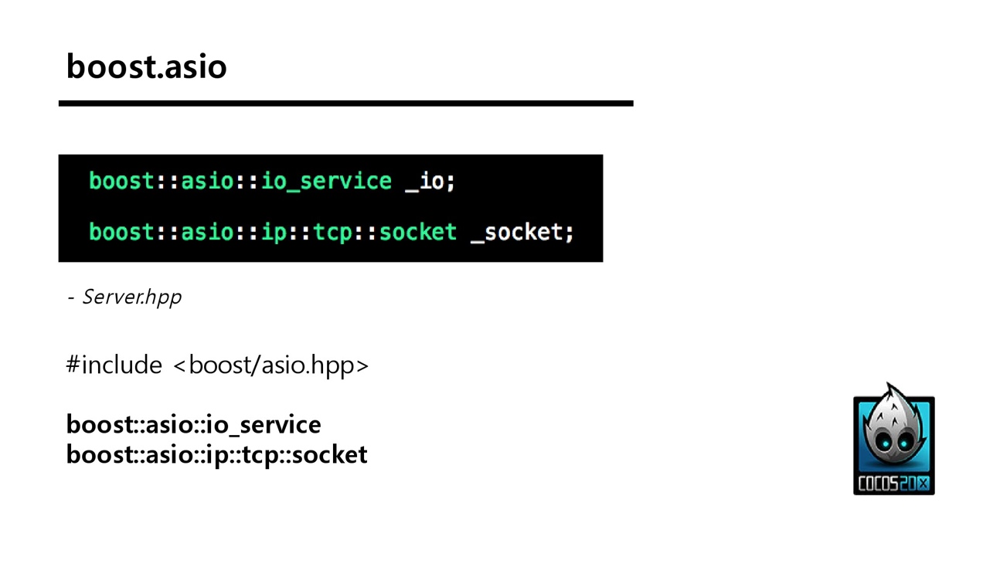 boost.asio
boost::asio::io_service _io;
boost::asio::ip::tcp::socket _socket;
- Server.hpp
#include <boost/asio.hpp>
boost::asio::io_service
boost::asio::ip::tcp::socket
COCOS2DX